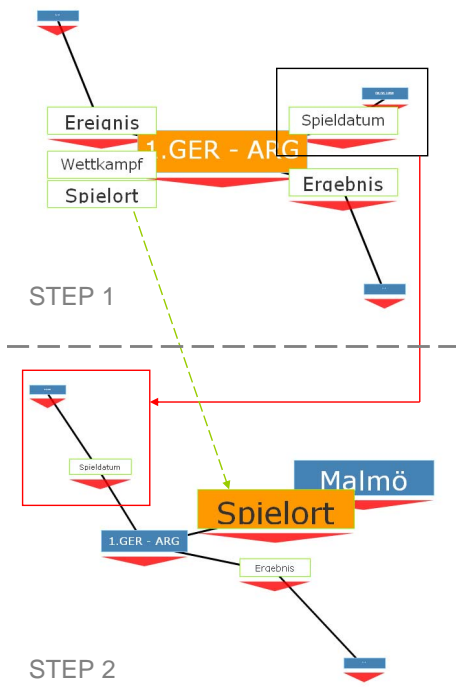 Ereignis
Spieldatum
1.GER - ARG
Wettkampf
Ergebnis
Spielort
STEP 1
Spieldatum
Malmö
Spielort
1.GER - ARG
Ergebnis
STEP 2